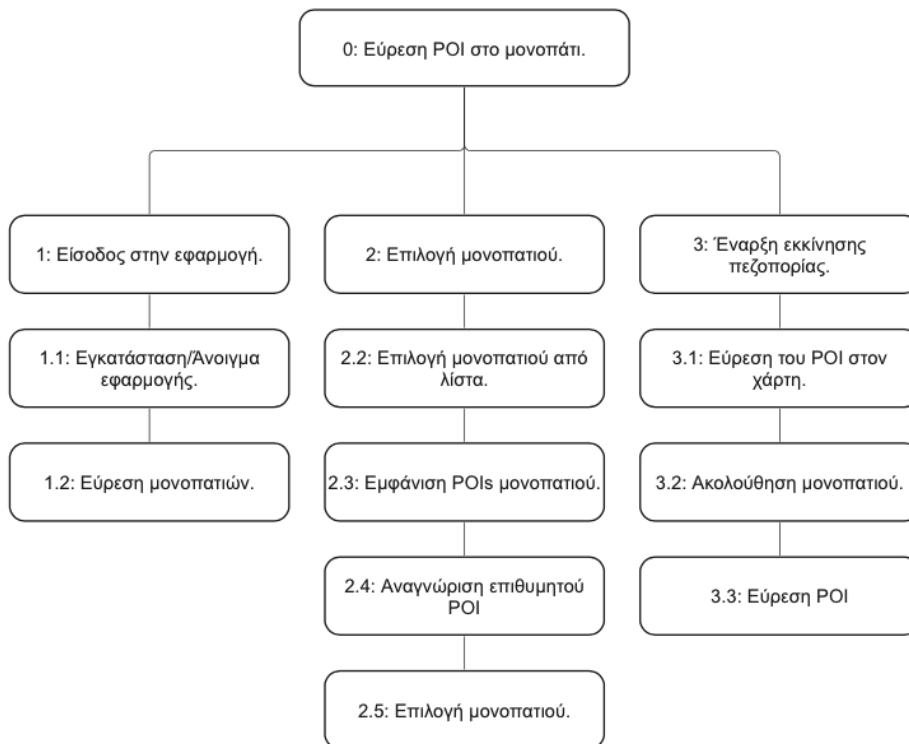 0: Εύρεση POI στο μονοπάτι.
1: Είσοδος στην εφαρμογή.
2: Επιλογή μονοπατιού.
3: Έναρξη εκκίνησης
πεζοπορίας.
1.1: Εγκατάσταση/Άνοιγμα
εφαρμογής.
2.2: Επιλογή μονοπατιού από
λίστα.
3.1: Εύρεση του POI στον
χάρτη.
1.2: Εύρεση μονοπατιών.
2.3: Εμφάνιση POIs μονοπατιού.
3.2: Ακολούθηση μονοπατιού.
2.4: Αναγνώριση επιθυμητού
POI
3.3: Εύρεση POI
2.5: Επιλογή μονοπατιού.